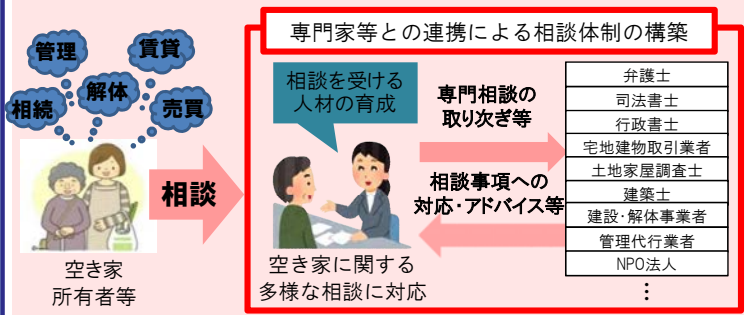 専門家等との連携による相談体制の構築
管理
賃貸
相続
解体
売買
相談
空き家
所有者等
相談を受ける
人材の育成
空き家に関する
多様な相談に対応
専門相談の
取り次ぎ等
相談事項への
対応・アドバイス等
弁護士
司法書士
行政書士
宅地建物取引業者
土地家屋調査士
建築士
建設・解体事業者
管理代行業者
NPO法人
⋮